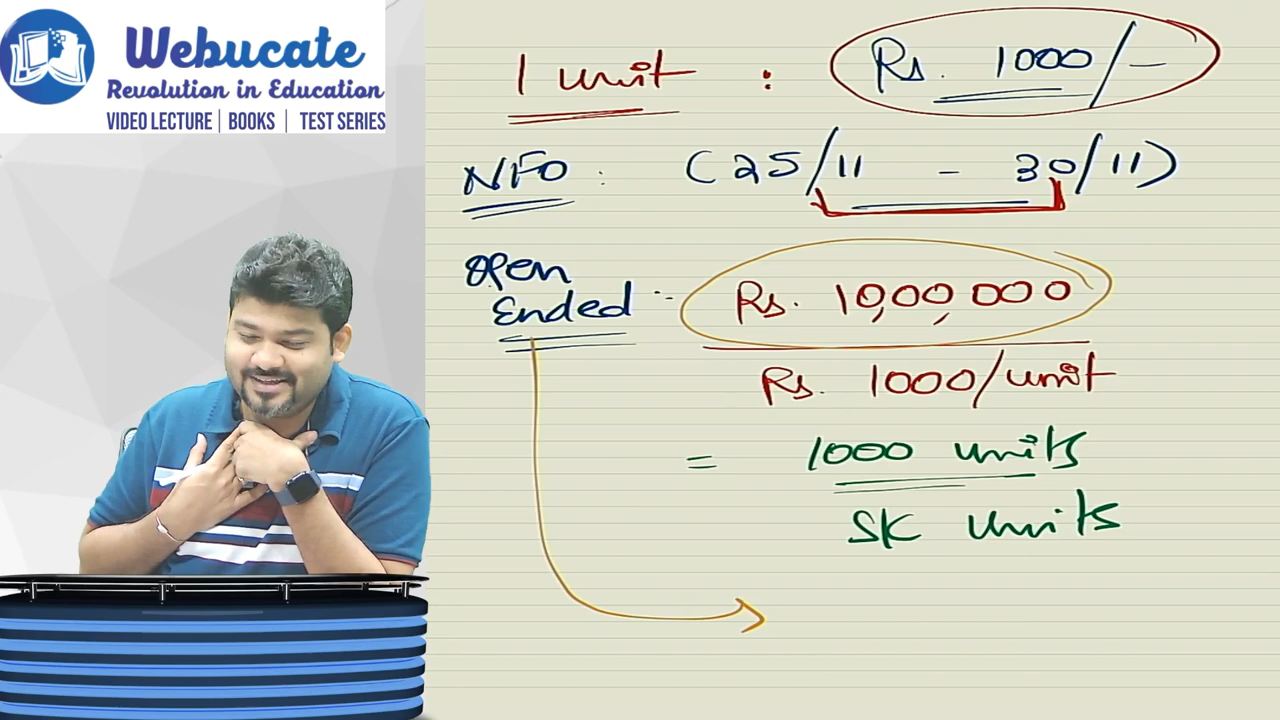 Webucate
Revolution in Education
VIDEO LECTURE | BOOKS | TEST SERIES
1 unit : Rs. 1000/-
NFO : (25/11 - 30/11)
Open
Ended :- Rs. 10,00,000
Rs. 1000/unit
= 1000 units
SK units